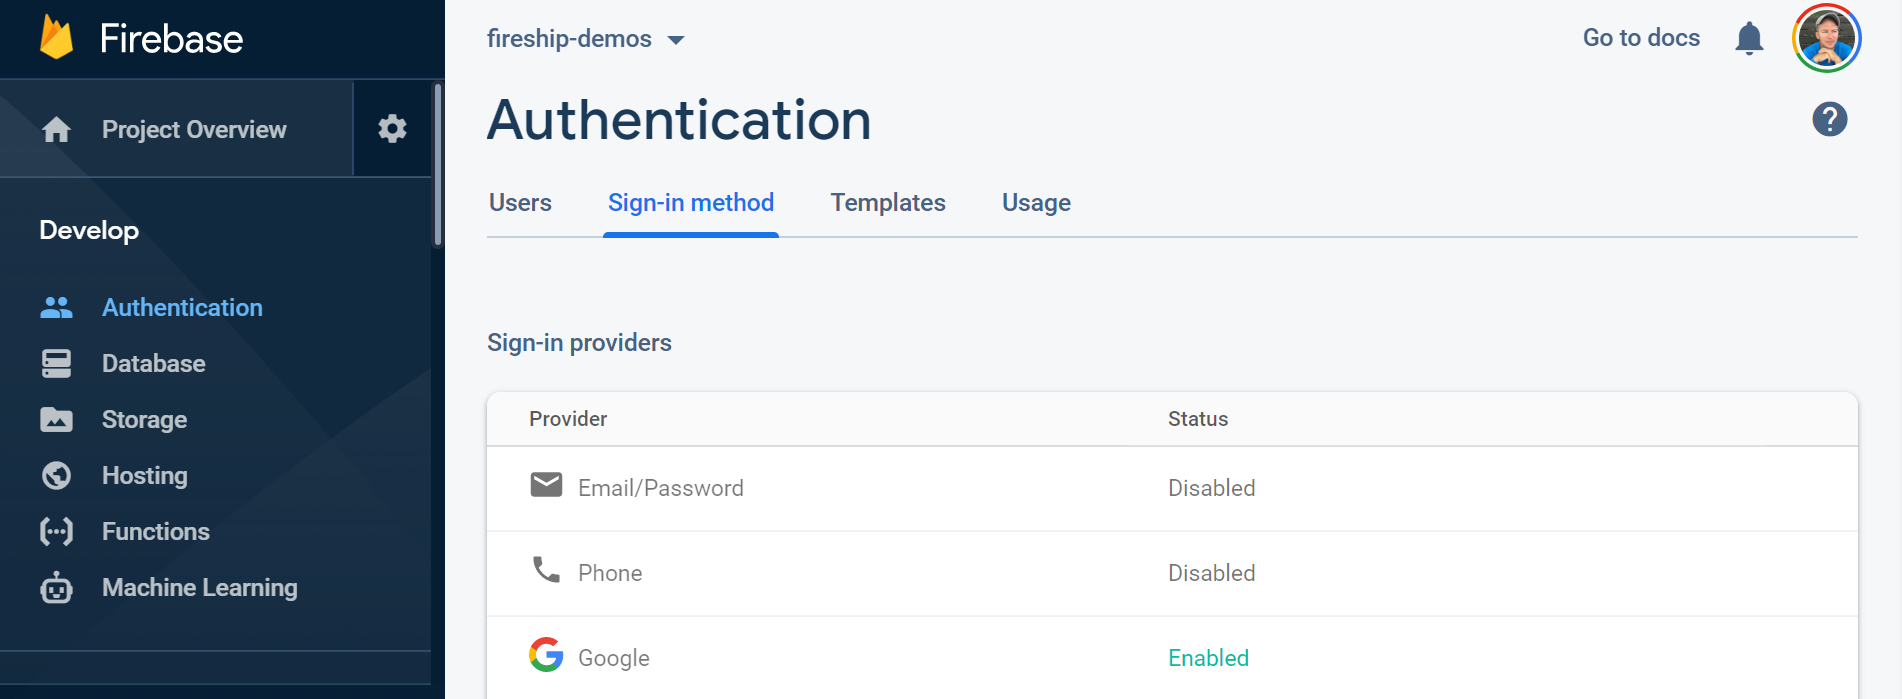 Firebase
Project Overview
Develop
Authentication
Database
Storage
Hosting
Functions
Machine Learning
fireship-demos
Go to docs
Authentication
?
Users Sign-in method Templates Usage
Sign-in providers
Provider Status
Email/Password Disabled
Phone Disabled
Google Enabled